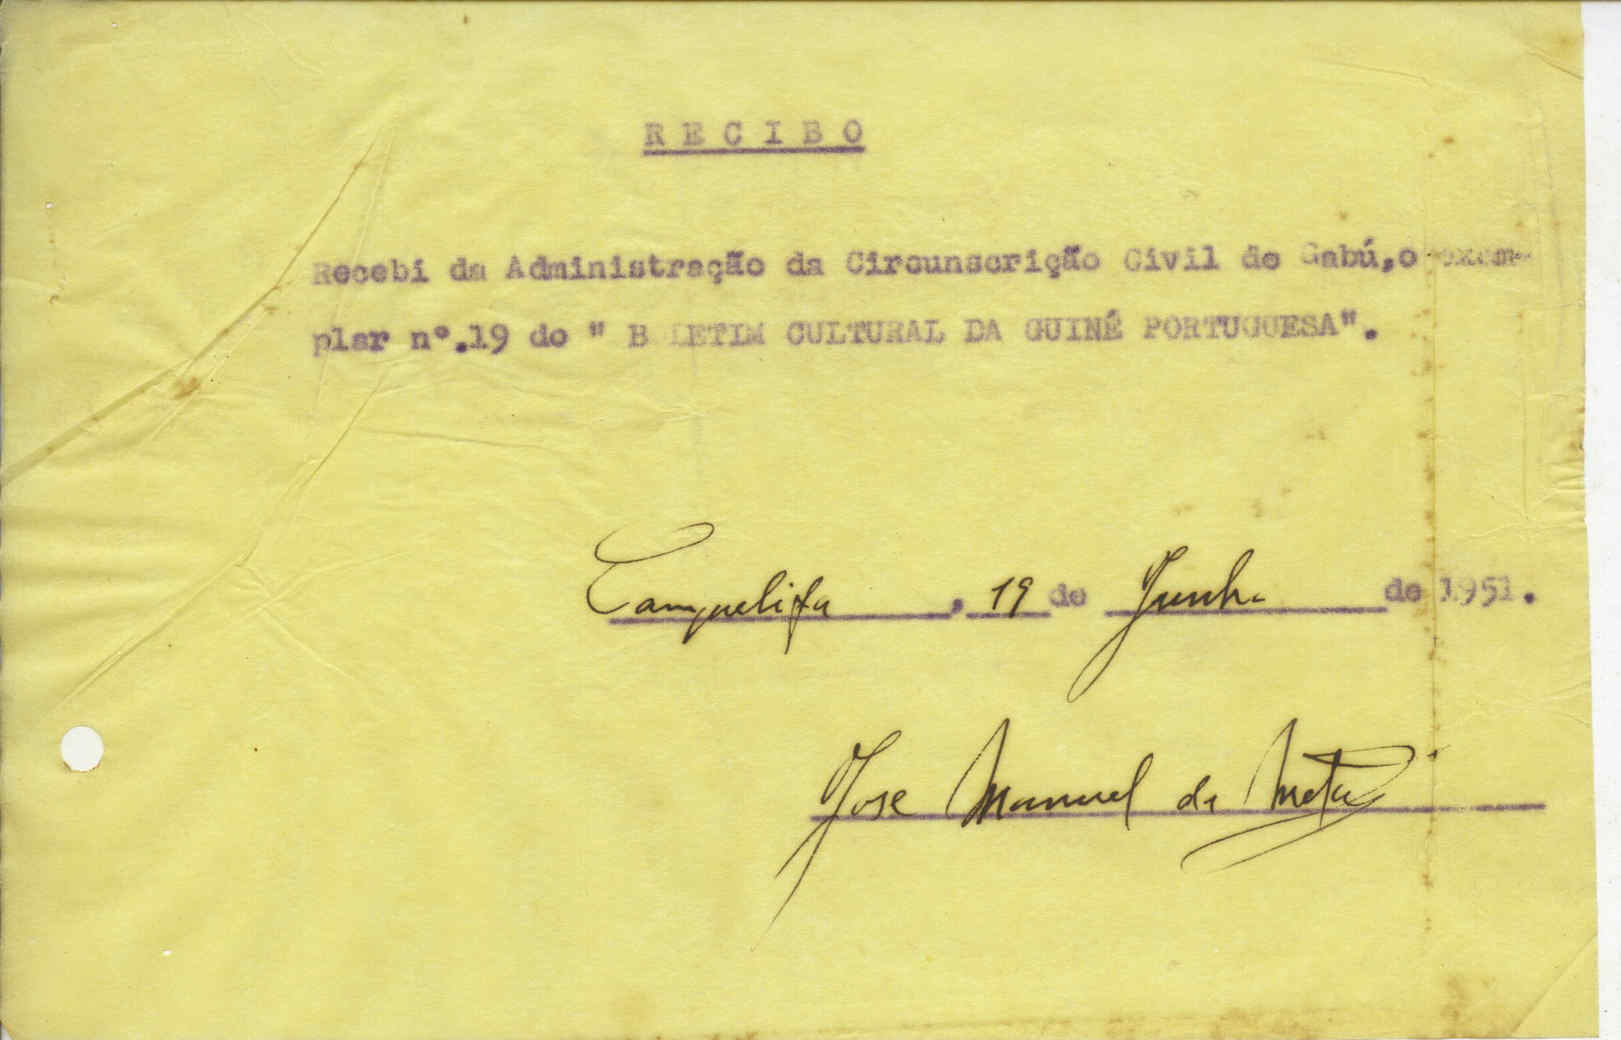 RECIBO
Recebi da Administração da Circunscrição Civil de Gabú, o exem-
plar nº.19 do " BOLETIM CULTURAL DA GUINÉ PORTUGUESA".
Canquelifa, 19 de Junho de 1951.
José Manuel da